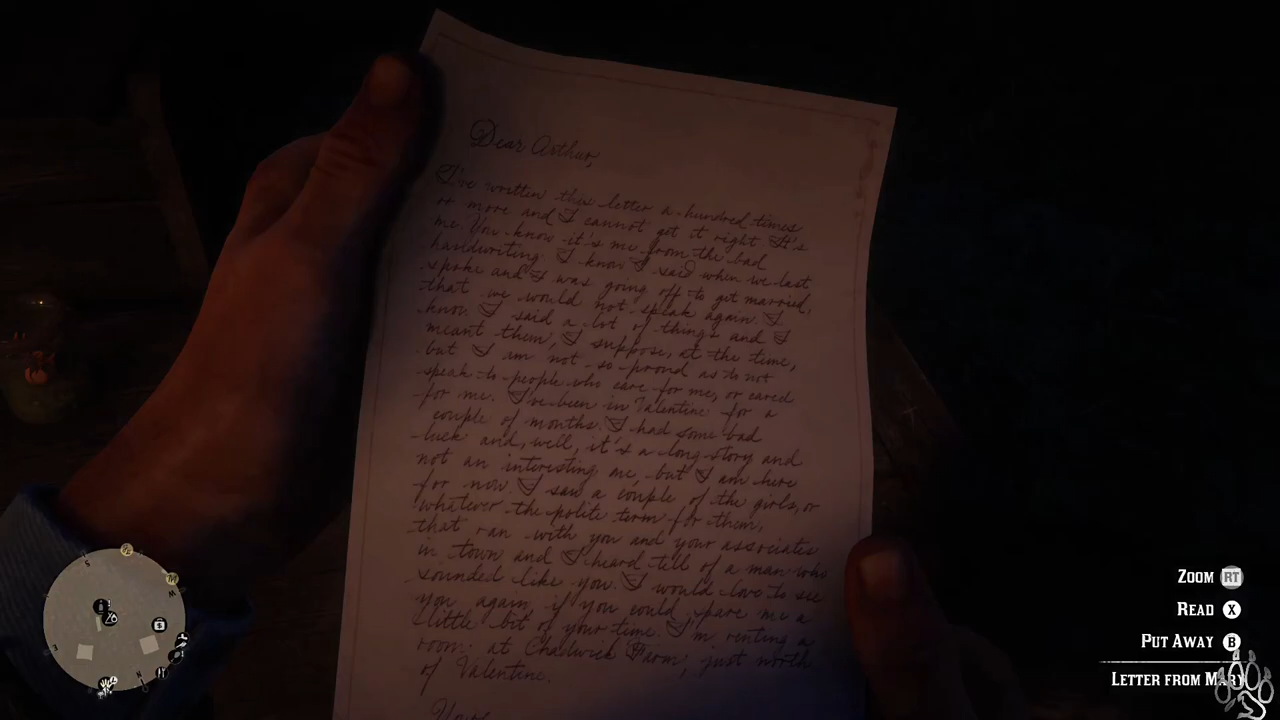 Dear Arthur,
I've written this letter a hundred times
or more and I cannot get it right. It's
me. You know it's me from the bad
handwriting. I know I said when we last
spoke and I was going off to get married,
that we would not speak again. I
know I said a lot of things and I
meant them, I suppose, at the time,
but I am not so proud as to not
speak to people who care for me, or cared
for me. I've been in Valentine for a
couple of months. I had some bad
luck and, well, it's a long story and
not an interesting one, but I am here
for now. I saw a couple of the girls, or
whatever the polite term for them,
that ran with you and your associates
in town and I heard tell of a man who
sounded like you. I would love to see
you again, if you could spare me a
little bit of your time. I'm renting a
room at Chadwick Farm, just north
of Valentine.
Yours
ZOOM RT
READ X
PUT AWAY B
LETTER FROM MARY